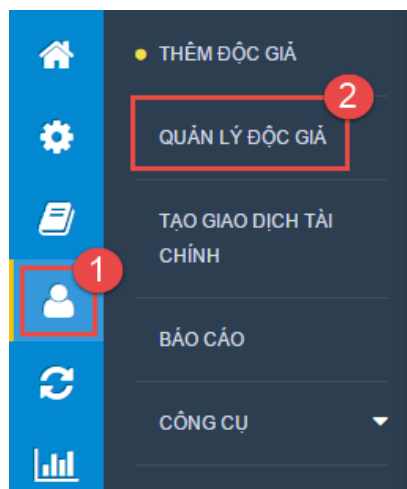 THÊM ĐỘC GIẢ
2
QUẢN LÝ ĐỘC GIẢ
TẠO GIAO DỊCH TÀI
CHÍNH
1
BÁO CÁO
CÔNG CỤ